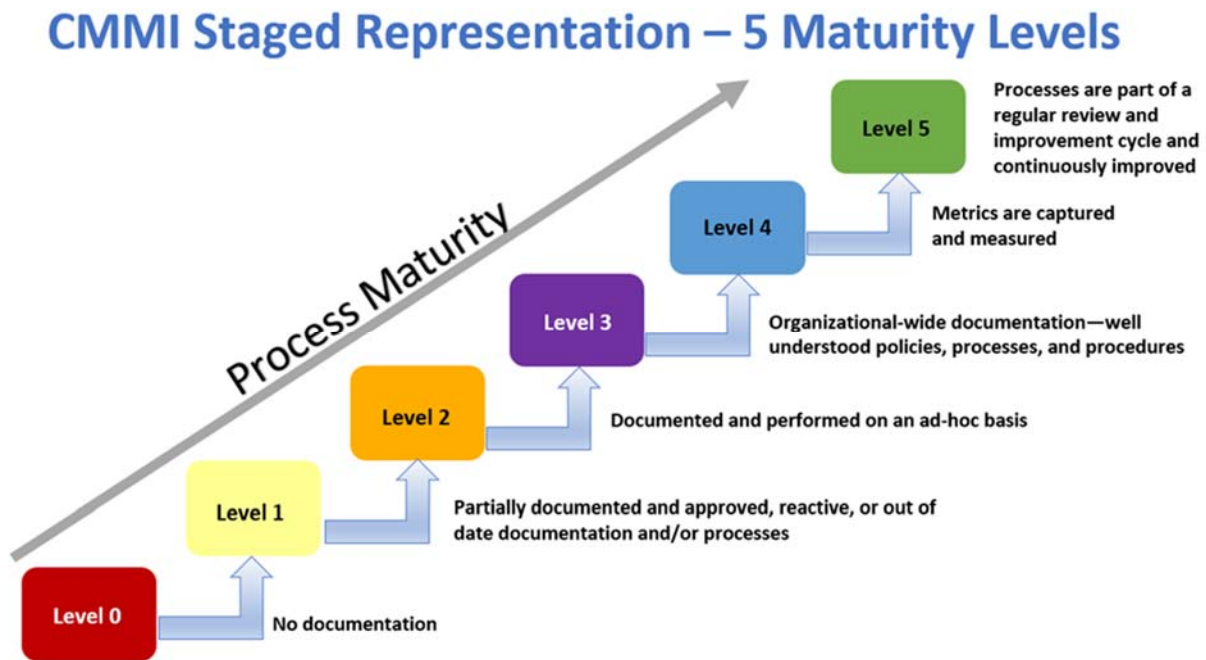 CMMI Staged Representation – 5 Maturity Levels
Process Maturity
Level 5
Processes are part of a
regular review and
improvement cycle and
continuously improved
Level 4
Metrics are captured
and measured
Level 3
Organizational-wide documentation—well
understood policies, processes, and procedures
Level 2
Documented and performed on an ad-hoc basis
Level 1
Partially documented and approved, reactive, or out of
date documentation and/or processes
Level 0
No documentation